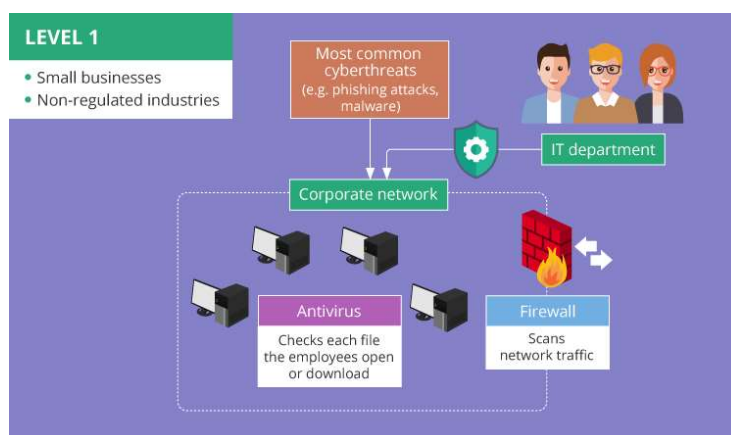 LEVEL 1
• Small businesses
• Non-regulated industries
Most common
cyberthreats
(e.g. phishing attacks,
malware)
IT department
Corporate network
Antivirus
Checks each file
the employees open
or download
Firewall
Scans
network traffic